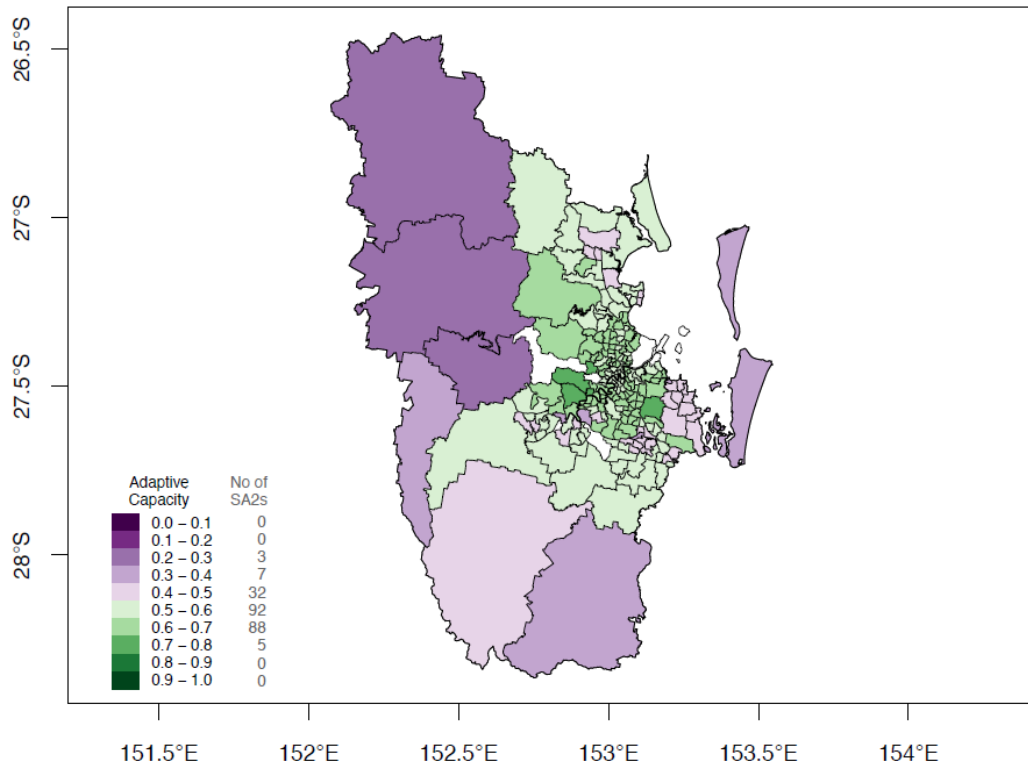 26.5°S
27°S
27.5°S
28°S
Adaptive Capacity No of SA2s
0.0 – 0.1 0
0.1 – 0.2 0
0.2 – 0.3 3
0.3 – 0.4 7
0.4 – 0.5 32
0.5 – 0.6 92
0.6 – 0.7 88
0.7 – 0.8 5
0.8 – 0.9 0
0.9 – 1.0 0
151.5°E 152°E 152.5°E 153°E 153.5°E 154°E